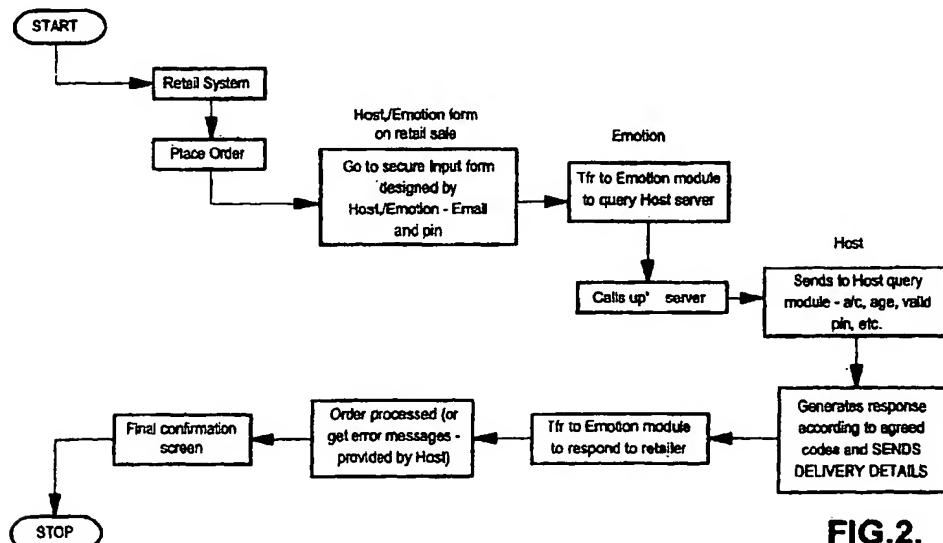 START
Retail System
Place Order
Host,/Emotion form
on retail sale
Go to secure Input form
designed by
Host,/Emotion - Email
and pin
Emotion
Tfr to Emotion module
to query Host server
Calls up' server
Host
Sends to Host query
module - a/c, age, valid
pin, etc.
Generates response
according to agreed
codes and SENDS
DELIVERY DETAILS
Tfr to Emotion module
to respond to retailer
Order processed (or
get error messages -
provided by Host)
Final confirmation
screen
STOP
FIG.2.